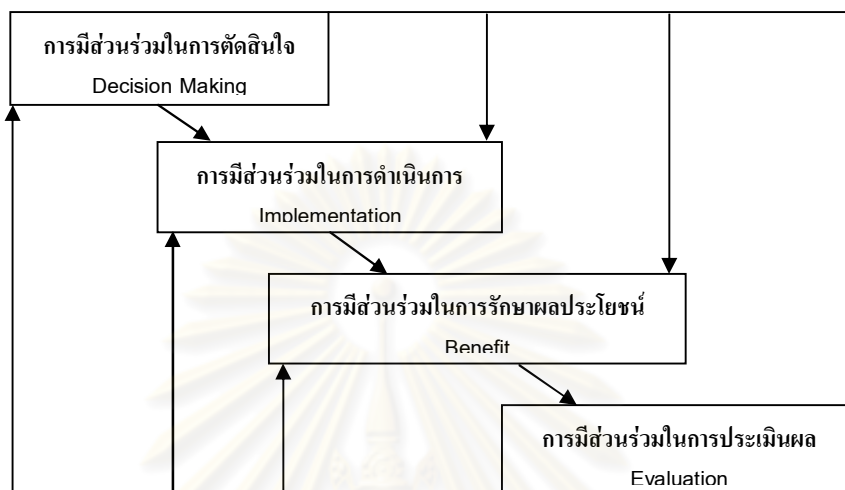 การมีส่วนร่วมในการตัดสินใจ
Decision Making
การมีส่วนร่วมในการดำเนินการ
Implementation
การมีส่วนร่วมในการรักษาผลประโยชน์
Benefit
การมีส่วนร่วมในการประเมินผล
Evaluation